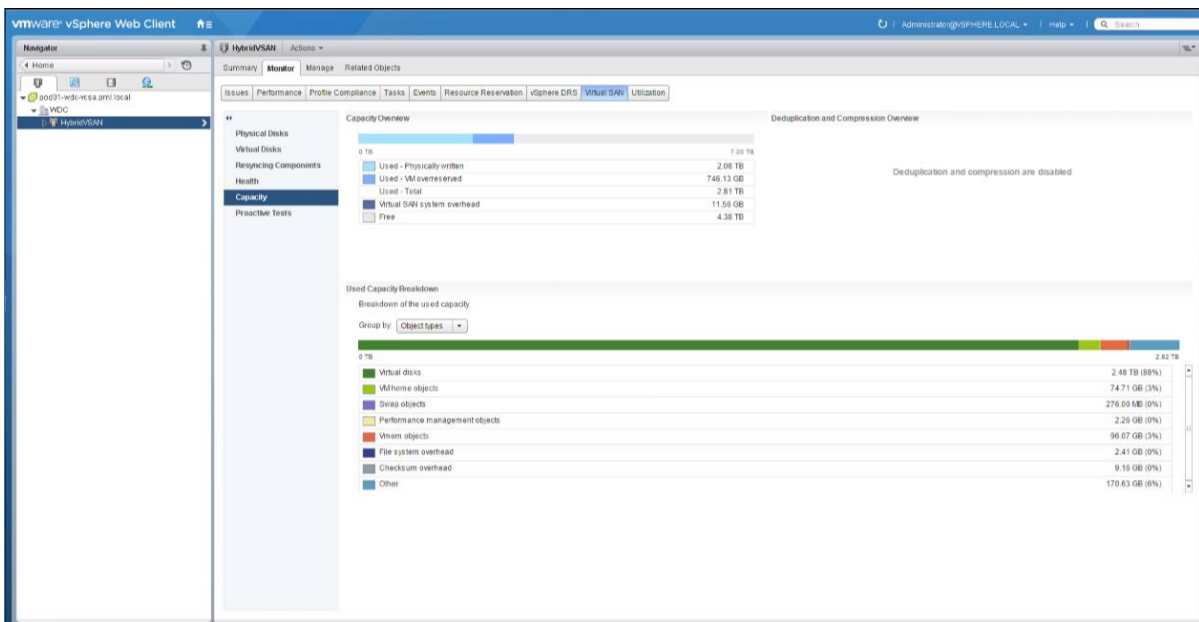 vmware vSphere Web Client
Administrator@VSPHERE.LOCAL | Help | Search
Navigator
Home
pod01-wdc-vcsa.pml.local
WDC
HybridVSAN
HybridVSAN Actions
Summary Monitor Manage Related Objects
Issues Performance Profile Compliance Tasks Events Resource Reservation vSphere DRS Virtual SAN Utilization
Physical Disks
Virtual Disks
Resyncing Components
Health
Capacity
Proactive Tests
Capacity Overview
0 TB 7.20 TB
Used - Physically written 2.08 TB
Used - VM overreserved 746.13 GB
Used - Total 2.81 TB
Virtual SAN system overhead 11.56 GB
Free 4.38 TB
Deduplication and Compression Overview
Deduplication and compression are disabled
Used Capacity Breakdown
Breakdown of the used capacity.
Group by: Object types
0 TB 2.82 TB
Virtual disks 2.48 TB (88%)
VM home objects 74.71 GB (3%)
Swap objects 276.00 MB (0%)
Performance management objects 2.26 GB (0%)
Vmem objects 96.07 GB (3%)
File system overhead 2.41 GB (0%)
Checksum overhead 9.16 GB (0%)
Other 170.63 GB (6%)